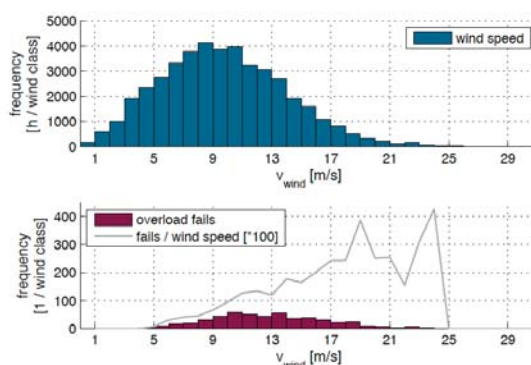 5000
4000
3000
2000
1000
0
frequency
[h / wind class]
wind speed
1 5 9 13 17 21 25 29
v_wind [m/s]
400
300
200
100
0
frequency
[1 / wind class]
overload fails
fails / wind speed [*100]
1 5 9 13 17 21 25 29
v_wind [m/s]